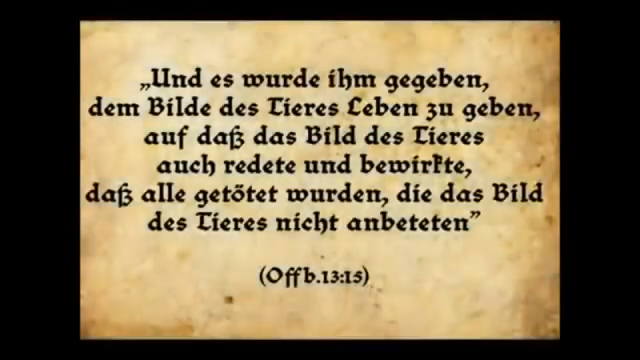 „Und es wurde ihm gegeben,
dem Bilde des Tieres Leben zu geben,
auf daß das Bild des Tieres
auch redete und bewirkte,
daß alle getötet wurden, die das Bild
des Tieres nicht anbeteten”
(Offb.13:15)